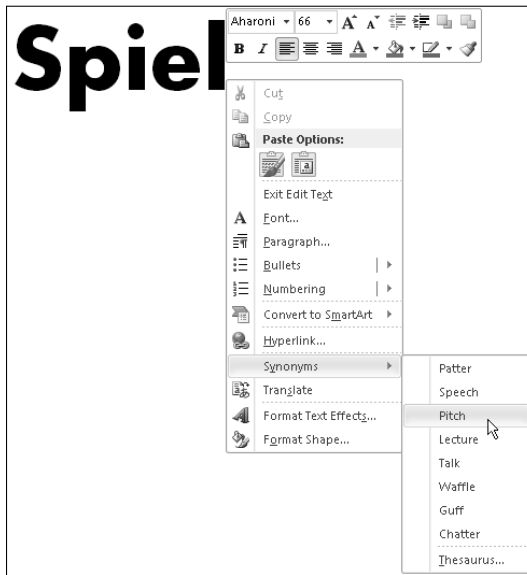 Spiel
Aharoni 66 A A
B I A
Cut
Copy
Paste Options:
a
Exit Edit Text
A Font...
Paragraph...
Bullets
Numbering
Convert to SmartArt
Hyperlink...
Synonyms
Patter
Translate
Speech
Format Text Effects...
Pitch
Format Shape...
Lecture
Talk
Waffle
Guff
Chatter
Thesaurus...